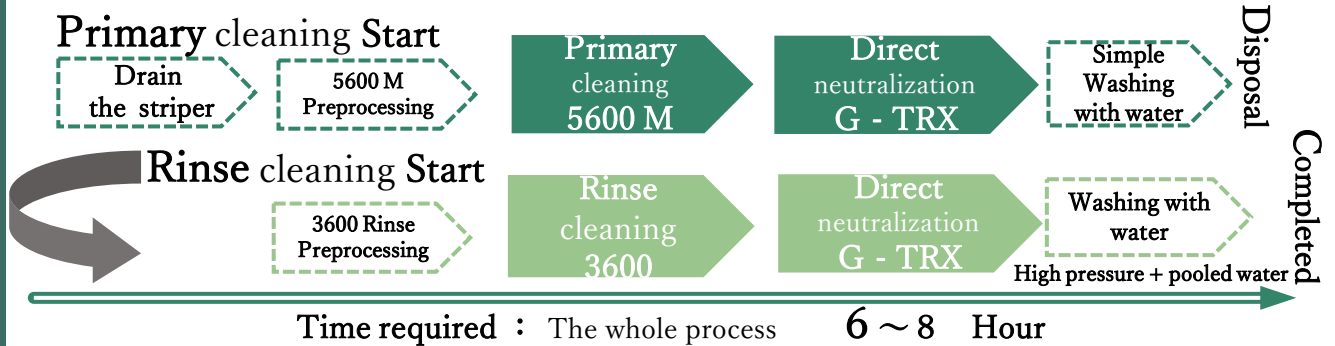 Primary cleaning Start
Drain
the striper
5600 M
Preprocessing
Primary
cleaning
5600 M
Direct
neutralization
G - TRX
Simple
Washing
with water
Disposal
Rinse cleaning Start
3600 Rinse
Preprocessing
Rinse
cleaning
3600
Direct
neutralization
G - TRX
Washing with
water
High pressure + pooled water
Completed
Time required : The whole process 6～8 Hour